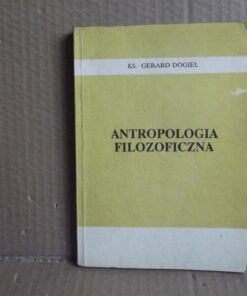 KS. GERARD DOGIEL
ANTROPOLOGIA
FILOZOFICZNA